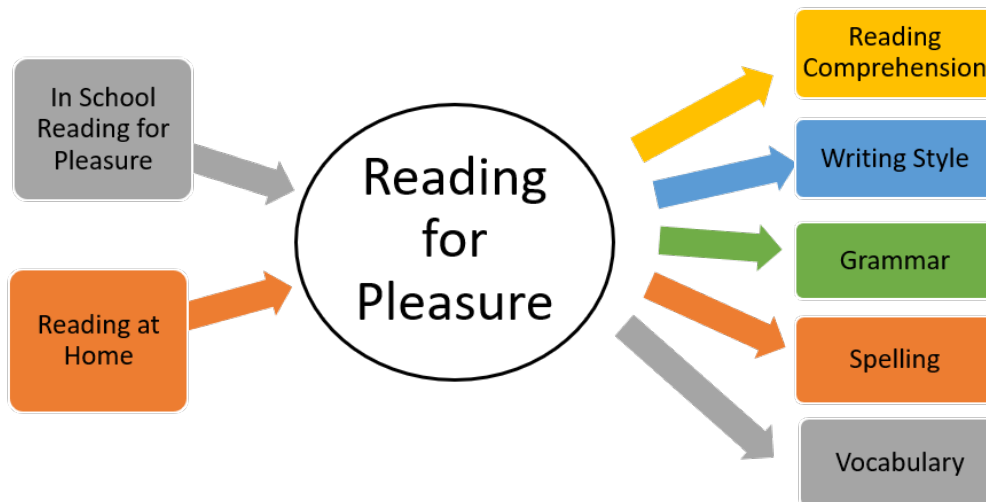 In School
Reading for
Pleasure
Reading at
Home
Reading
for
Pleasure
Reading
Comprehension
Writing Style
Grammar
Spelling
Vocabulary